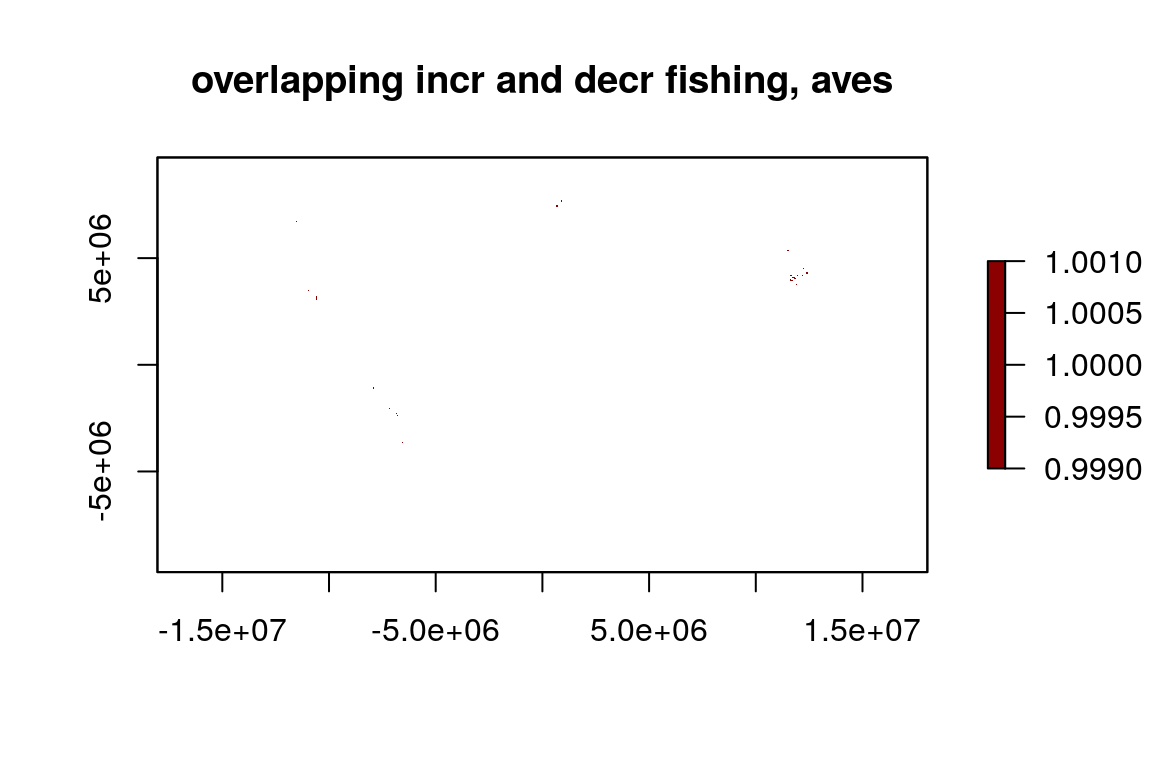 overlapping incr and decr fishing, aves
5e+06
-5e+06
-1.5e+07
-5.0e+06
5.0e+06
1.5e+07
1.0010
1.0005
1.0000
0.9995
0.9990